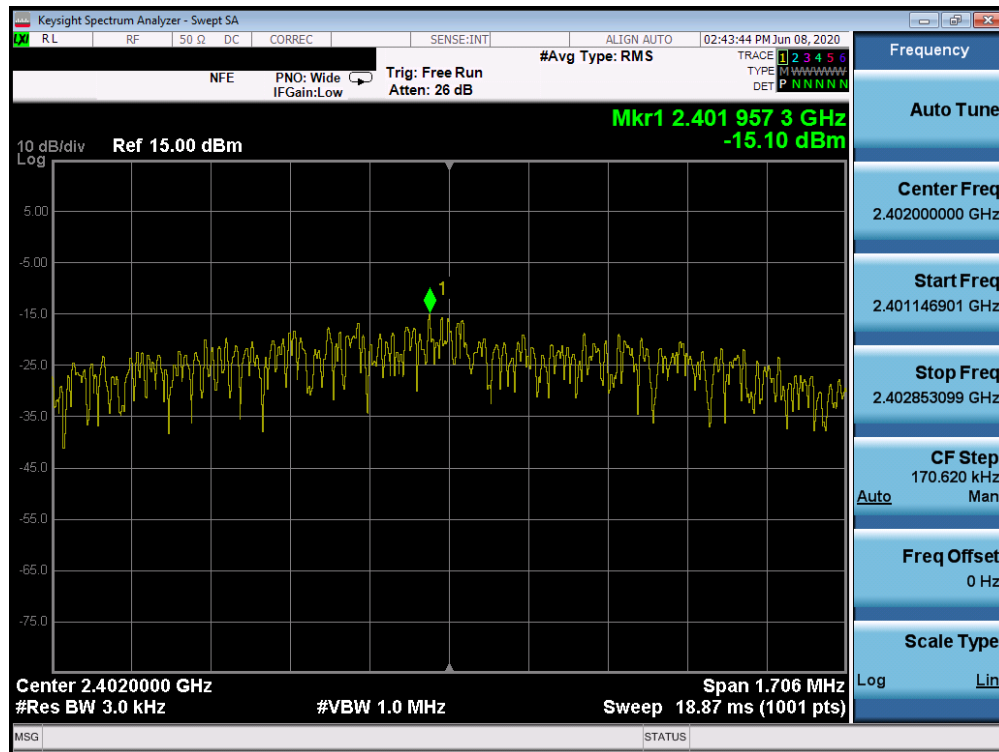 Keysight Spectrum Analyzer - Swept SA
LXI RL RF 50 Ω DC CORREC SENSE:INT ALIGN AUTO 02:43:44 PM Jun 08, 2020
#Avg Type: RMS
TRACE 1 2 3 4 5 6
TYPE M WWWWW
DET P N N N N N
NFE
PNO: Wide
IFGain:Low
Trig: Free Run
Atten: 26 dB
Mkr1 2.401 957 3 GHz
-15.10 dBm
10 dB/div
Log
Ref 15.00 dBm
5.00
-5.00
1
-15.0
-25.0
-35.0
-45.0
-55.0
-65.0
-75.0
Center 2.4020000 GHz
Span 1.706 MHz
#Res BW 3.0 kHz
#VBW 1.0 MHz
Sweep 18.87 ms (1001 pts)
MSG
STATUS
Frequency
Auto Tune
Center Freq
2.402000000 GHz
Start Freq
2.401146901 GHz
Stop Freq
2.402853099 GHz
CF Step
170.620 kHz
Auto Man
Freq Offset
0 Hz
Scale Type
Log Lin